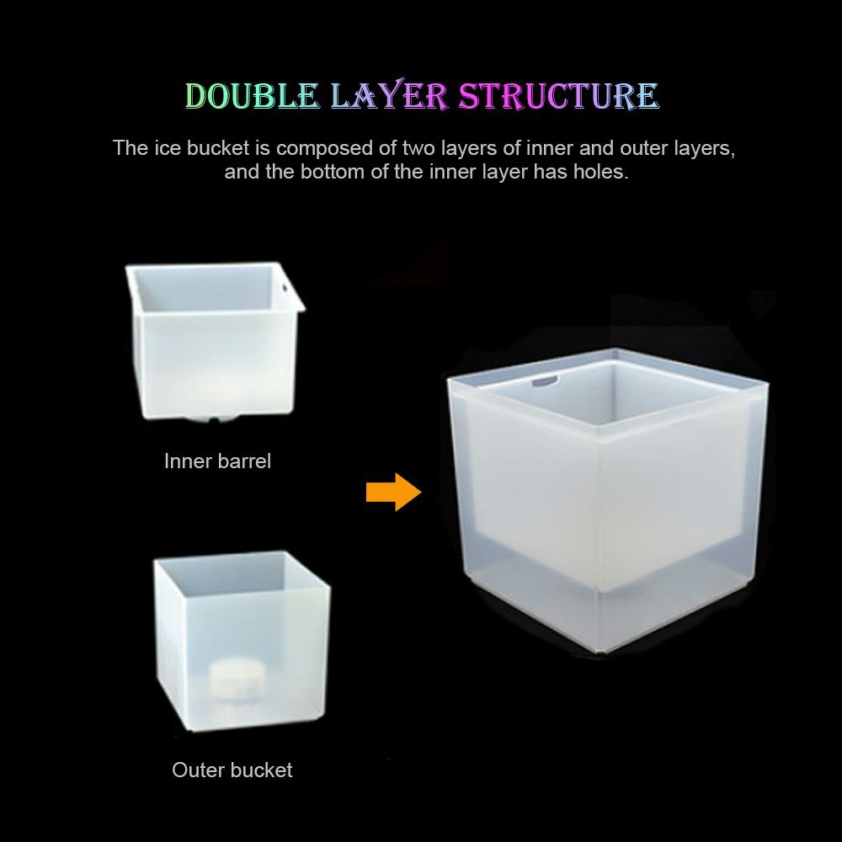 DOUBLE LAYER STRUCTURE
The ice bucket is composed of two layers of inner and outer layers,
and the bottom of the inner layer has holes.
Inner barrel
Outer bucket